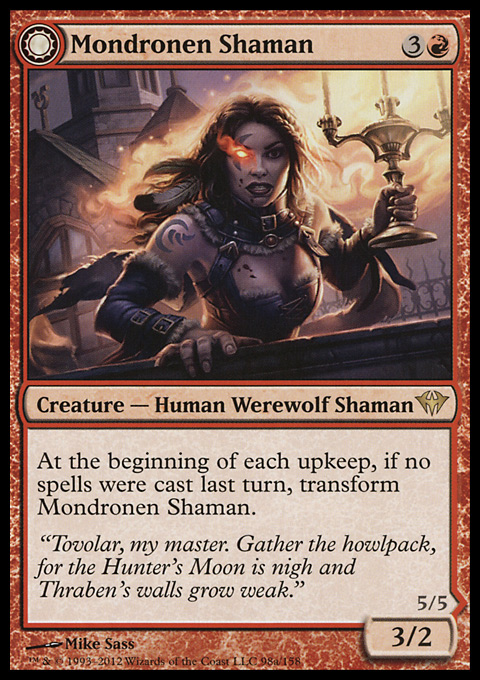 Mondronen Shaman 3
Creature — Human Werewolf Shaman
At the beginning of each upkeep, if no
spells were cast last turn, transform
Mondronen Shaman.
“Tovolar, my master. Gather the howlpack,
for the Hunter’s Moon is nigh and
Thraben’s walls grow weak.”
5/5
3/2
Mike Sass
™ & © 1993–2012 Wizards of the Coast LLC 98a/158